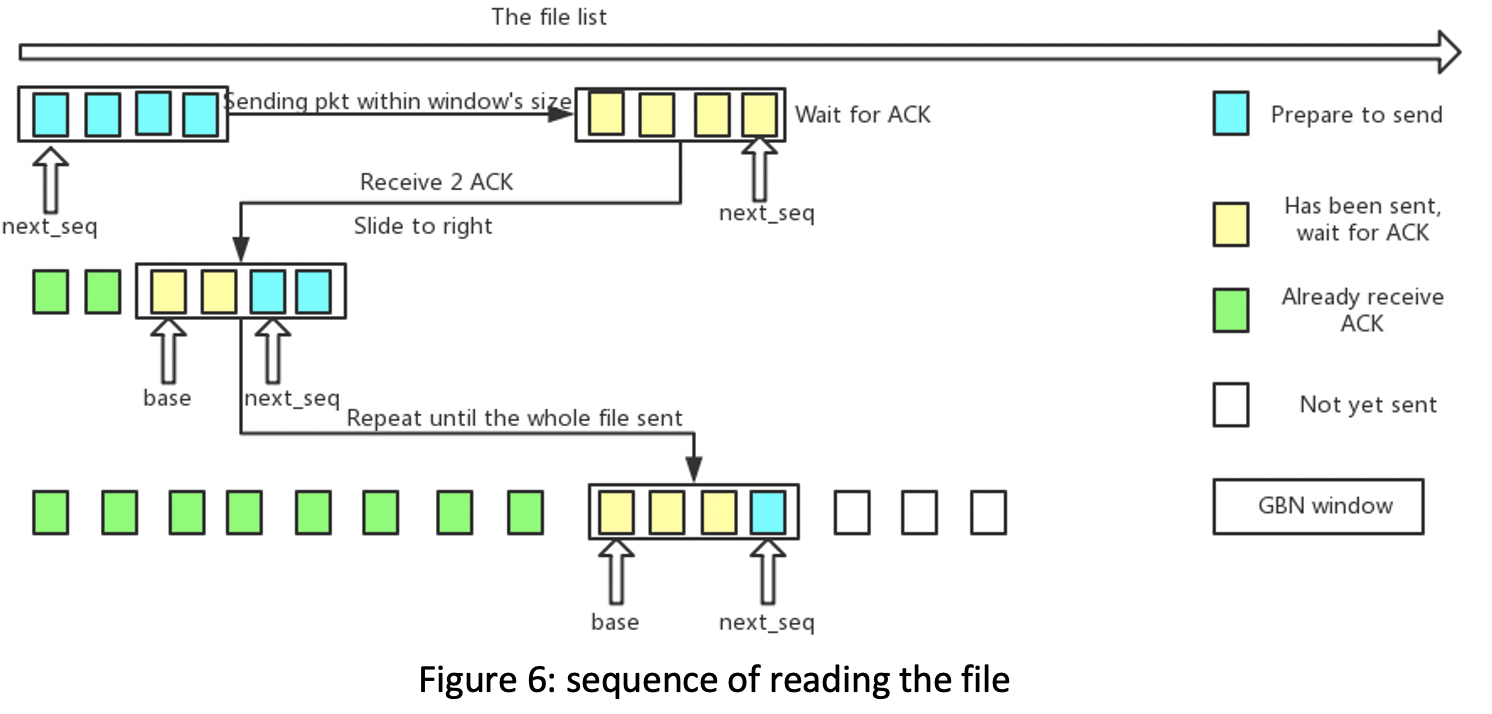 The file list
Sending pkt within window's size
Wait for ACK
Prepare to send
next_seq
Receive 2 ACK
next_seq
Slide to right
Has been sent,
wait for ACK
Already receive
ACK
base
next_seq
Repeat until the whole file sent
Not yet sent
GBN window
base
next_seq
Figure 6: sequence of reading the file